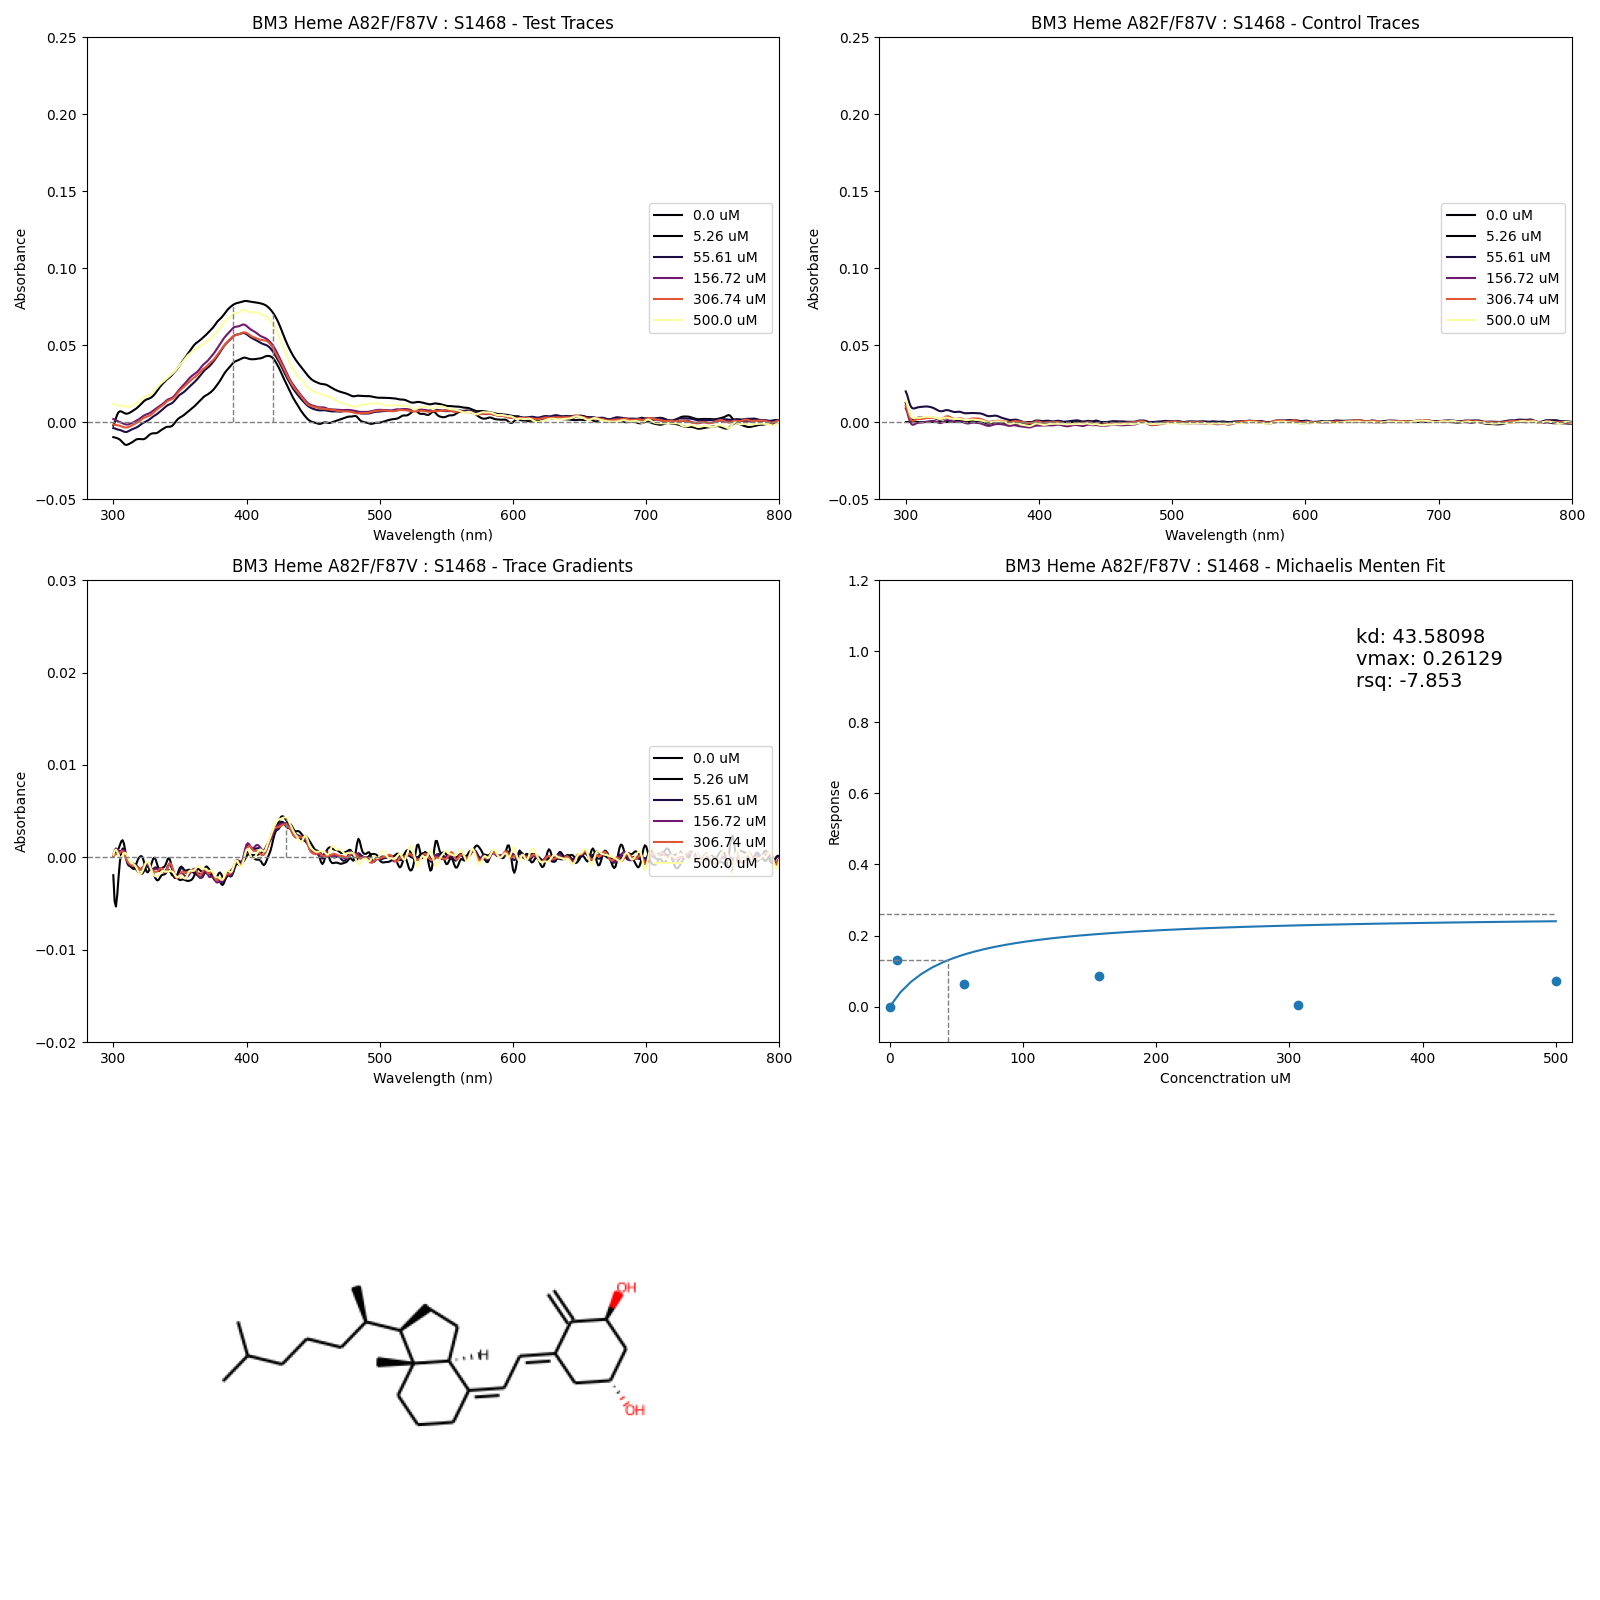 BM3 Heme A82F/F87V : S1468 - Test Traces
0.25
0.20
0.15
0.10
0.05
0.00
−0.05
Absorbance
300
400
500
600
700
800
Wavelength (nm)
0.0 uM
5.26 uM
55.61 uM
156.72 uM
306.74 uM
500.0 uM
BM3 Heme A82F/F87V : S1468 - Control Traces
0.25
0.20
0.15
0.10
0.05
0.00
−0.05
Absorbance
300
400
500
600
700
800
Wavelength (nm)
0.0 uM
5.26 uM
55.61 uM
156.72 uM
306.74 uM
500.0 uM
BM3 Heme A82F/F87V : S1468 - Trace Gradients
0.03
0.02
0.01
0.00
−0.01
−0.02
Absorbance
300
400
500
600
700
800
Wavelength (nm)
0.0 uM
5.26 uM
55.61 uM
156.72 uM
306.74 uM
500.0 uM
BM3 Heme A82F/F87V : S1468 - Michaelis Menten Fit
1.2
1.0
0.8
0.6
0.4
0.2
0.0
Response
kd: 43.58098
vmax: 0.26129
rsq: -7.853
0
100
200
300
400
500
Concenctration uM
OH
H
OH